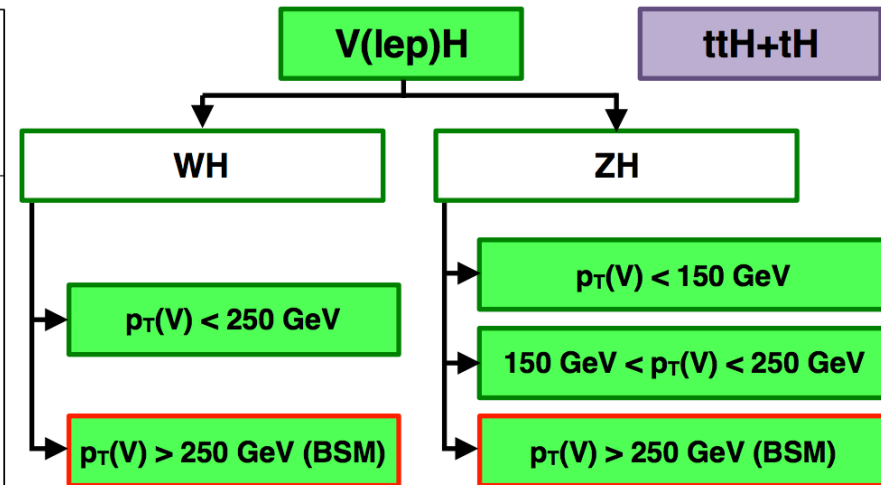 V(lep)H
ttH+tH
WH
ZH
pT(V) < 150 GeV
pT(V) < 250 GeV
150 GeV < pT(V) < 250 GeV
pT(V) > 250 GeV (BSM)
pT(V) > 250 GeV (BSM)